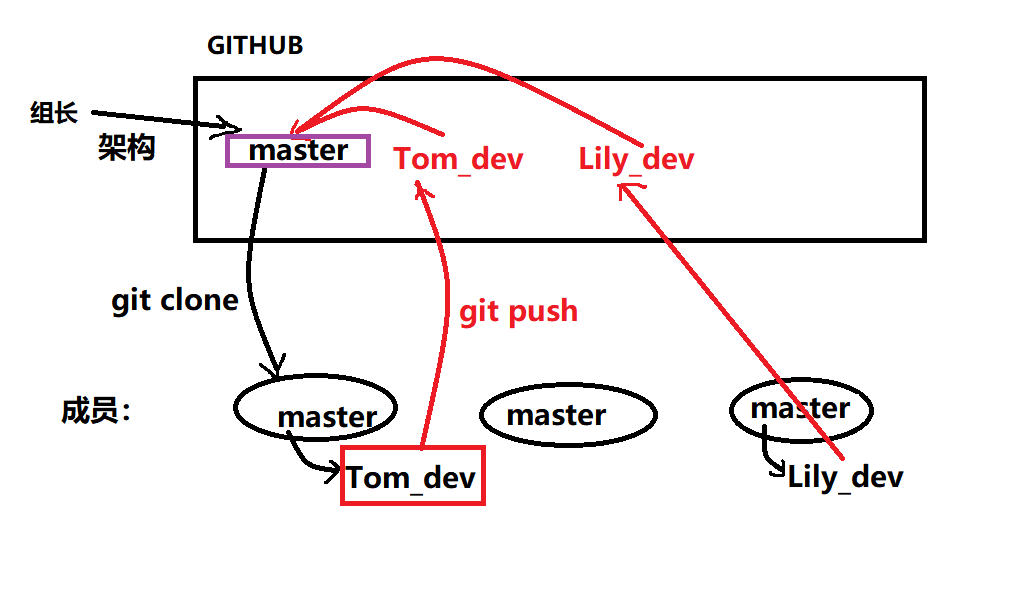 GITHUB
组长
架构
master
Tom_dev
Lily_dev
git clone
git push
成员：
master
master
master
Tom_dev
Lily_dev